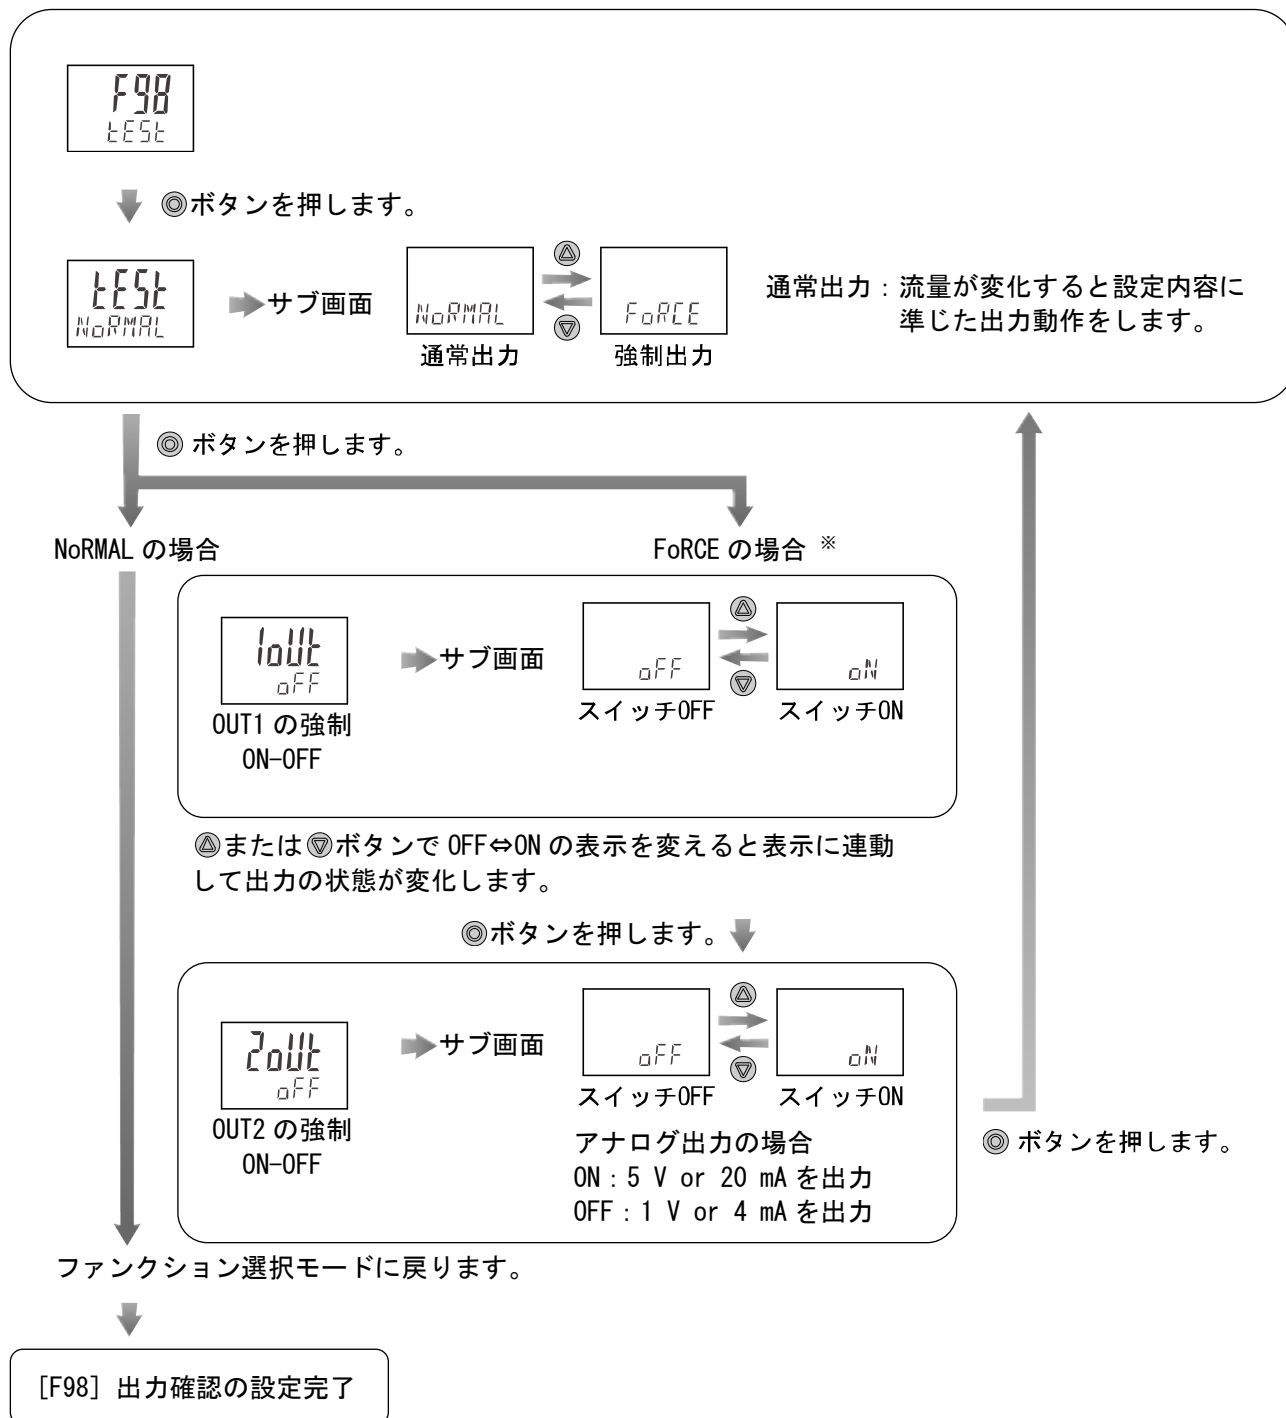 F98
tESt
◎ボタンを押します。
tESt
NoRMAL
サブ画面
NoRMAL
通常出力
FoRCE
強制出力
通常出力：流量が変化すると設定内容に
準じた出力動作をします。
◎ ボタンを押します。
NoRMAL の場合
FoRCE の場合 ※
1oUt
oFF
OUT1 の強制
ON-OFF
サブ画面
oFF
スイッチOFF
oN
スイッチON
△または▽ボタンで OFF⇔ON の表示を変えると表示に連動
して出力の状態が変化します。
◎ボタンを押します。
2oUt
oFF
OUT2 の強制
ON-OFF
サブ画面
oFF
スイッチOFF
oN
スイッチON
アナログ出力の場合
ON：5 V or 20 mA を出力
OFF：1 V or 4 mA を出力
◎ ボタンを押します。
ファンクション選択モードに戻ります。
[F98] 出力確認の設定完了